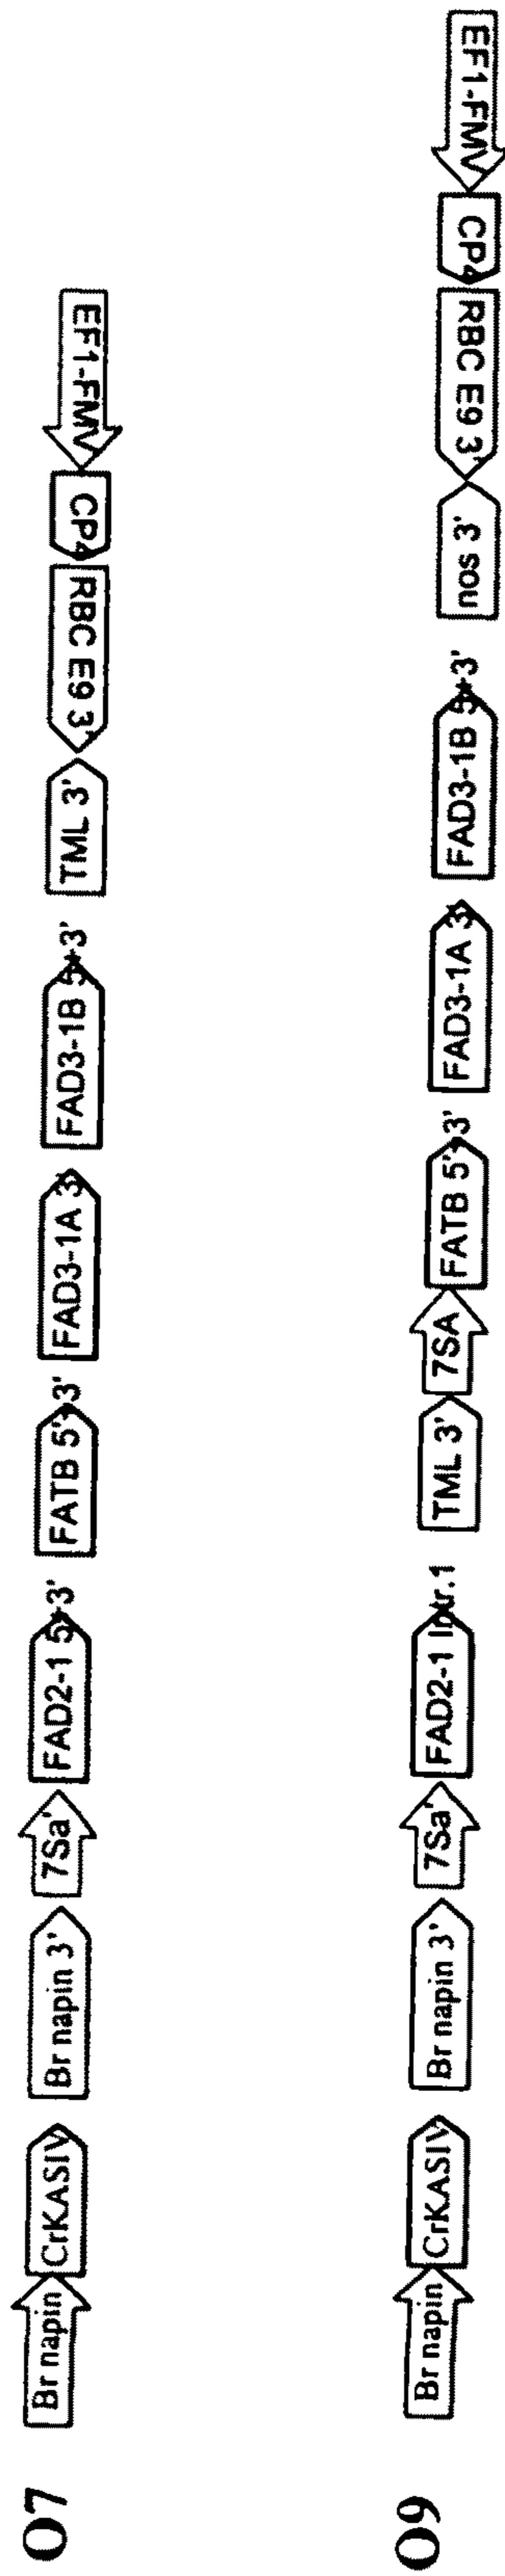 O7
Br napin
CrKASIV
Br napin 3'
7Sa'
FAD2-1 5'+3'
FATB 5'+3'
FAD3-1A 3'
FAD3-1B 5'+3'
TML 3'
RBC E9 3'
CP4
EF1-FMV
O9
Br napin
CrKASIV
Br napin 3'
7Sa'
FAD2-1 Intr.1
TML 3'
7SA
FATB 5'+3'
FAD3-1A 3'
FAD3-1B 5'+3'
nos 3'
RBC E9 3'
CP4
EF1-FMV